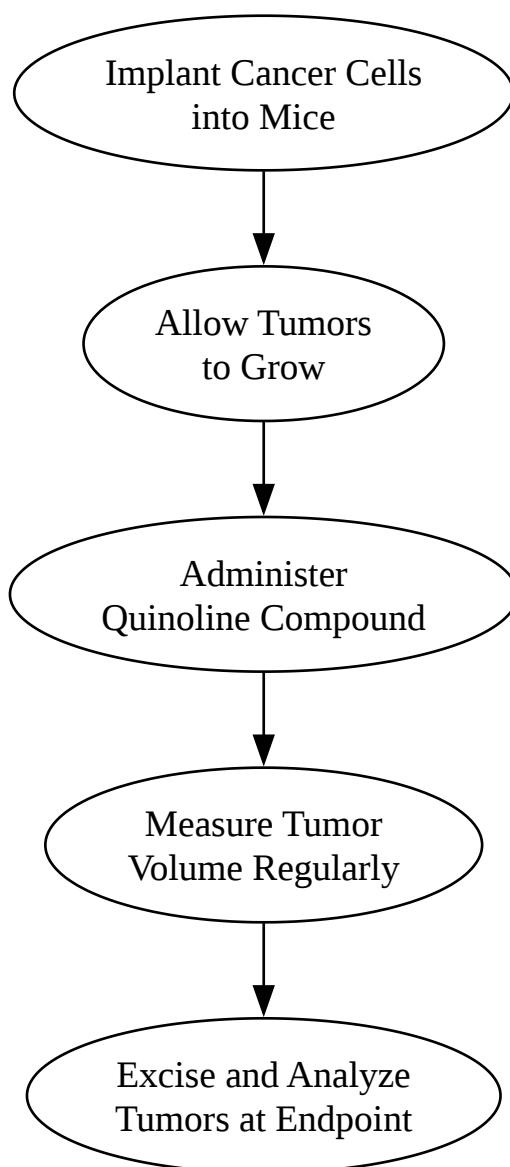 Implant Cancer Cells
into Mice
Allow Tumors
to Grow
Administer
Quinoline Compound
Measure Tumor
Volume Regularly
Excise and Analyze
Tumors at Endpoint